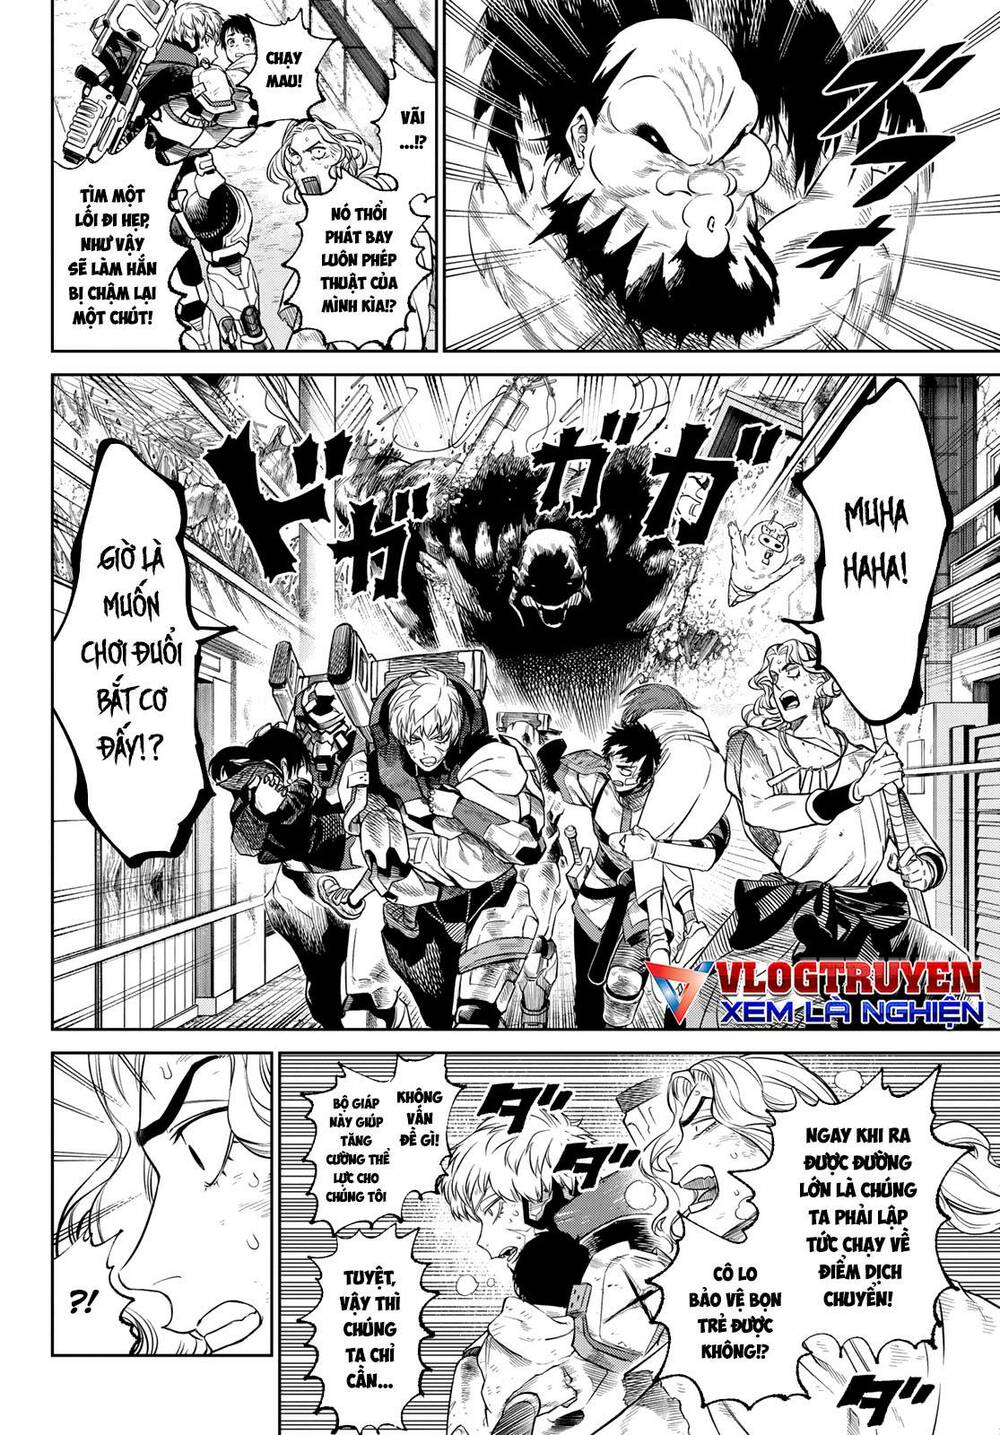 ブ
フォ
CHẠY
MAU!
VÃI
...!?
TÌM MỘT
LỐI ĐI HẸP,
NHƯ VẬY
SẼ LÀM HẮN
BỊ CHẬM LẠI
MỘT CHÚT!
NÓ THỔI
PHÁT BAY
LUÔN PHÉP
THUẬT CỦA
MÌNH KÌA!?
ドガガガ
MUHA
HAHA!
GIỜ LÀ
MUỐN
CHƠI ĐUỔI
BẮT CƠ
ĐẤY!?
VLOGTRUYEN
XEM LÀ NGHIỆN
NGAY KHI RA
ĐƯỢC ĐƯỜNG
LỚN LÀ CHÚNG
TA PHẢI LẬP
TỨC CHẠY VỀ
ĐIỂM DỊCH
CHUYỂN!
CÔ LO
BẢO VỆ BỌN
TRẺ ĐƯỢC
KHÔNG!?
ダッ
ダッ
KHÔNG
VẤN
ĐỀ GÌ!
BỘ GIÁP
NÀY GIÚP
TĂNG
CƯỜNG THỂ
LỰC CHO
CHÚNG TÔI
TUYỆT,
VẬY THÌ
CHÚNG
TA CHỈ
CẦN...
?!